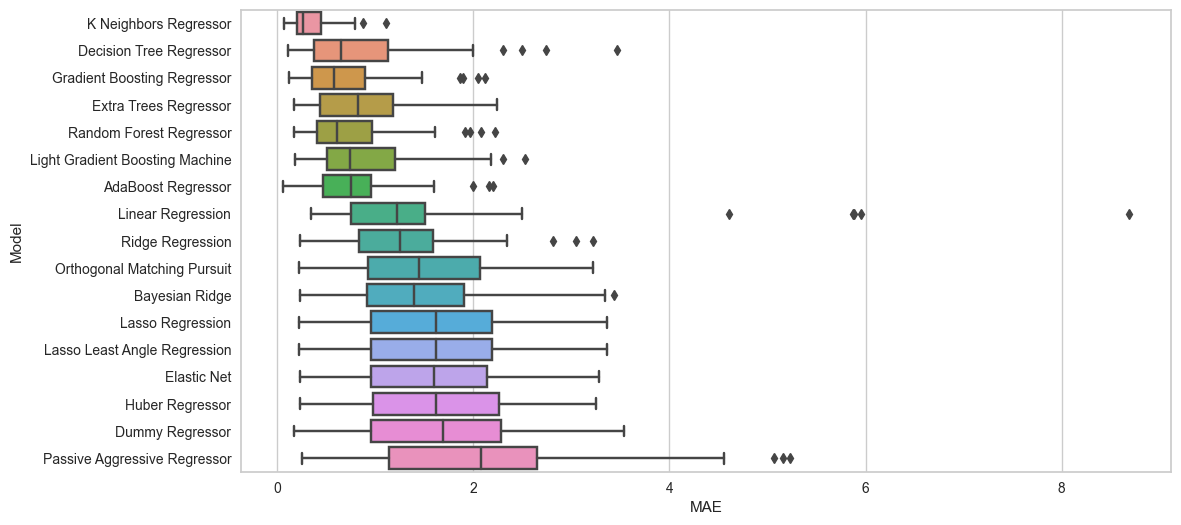 K Neighbors Regressor
Decision Tree Regressor
Gradient Boosting Regressor
Extra Trees Regressor
Random Forest Regressor
Light Gradient Boosting Machine
AdaBoost Regressor
Linear Regression
Ridge Regression
Orthogonal Matching Pursuit
Bayesian Ridge
Lasso Regression
Lasso Least Angle Regression
Elastic Net
Huber Regressor
Dummy Regressor
Passive Aggressive Regressor
Model
0 2 4 6 8
MAE